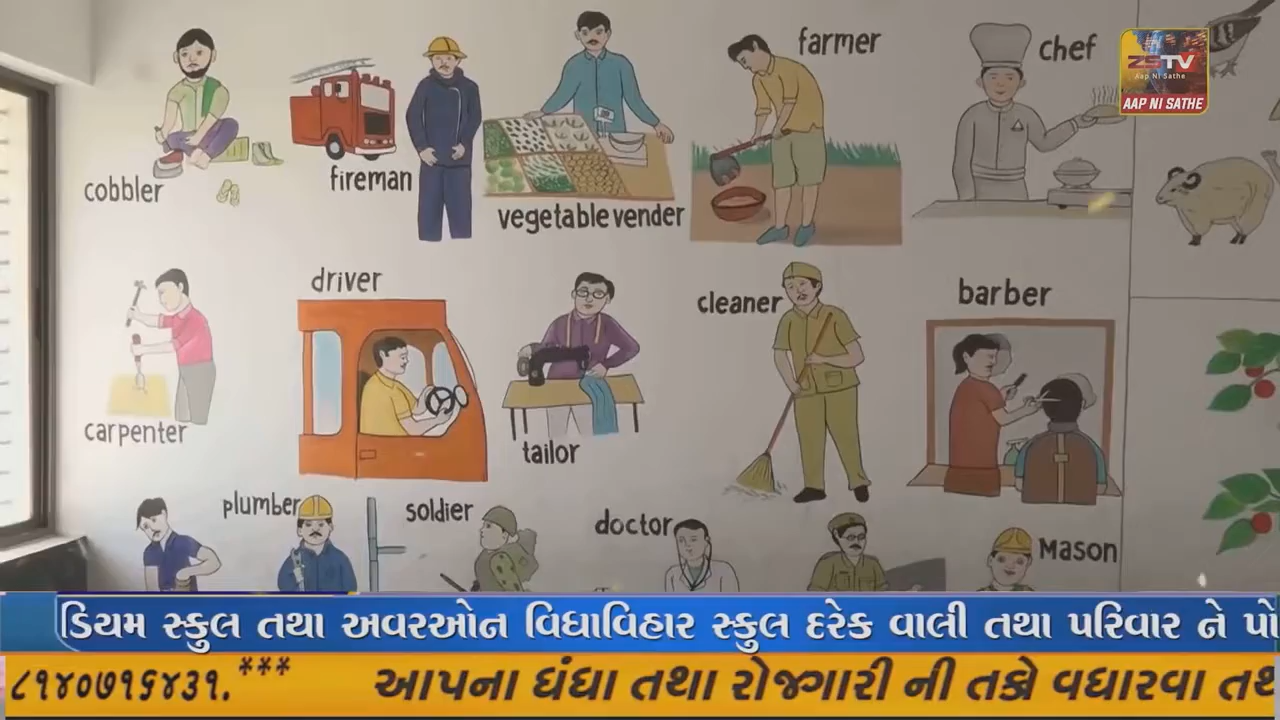 farmer
chef
ZSTV
Aap Ni Sathe
AAP NI SATHE
cobbler
fireman
vegetable vender
driver
cleaner
barber
carpenter
tailor
plumber
soldier
doctor
Mason
ડિયમ સ્કુલ તથા અવરઓન વિધાવિહાર સ્કુલ દરેક વાલી તથા પરિવાર ને પો
૮૧૪૦૭૧૬૪૩૧.*** આપના ધંધા તથા રોજગારી ની તકો વધારવા તથ